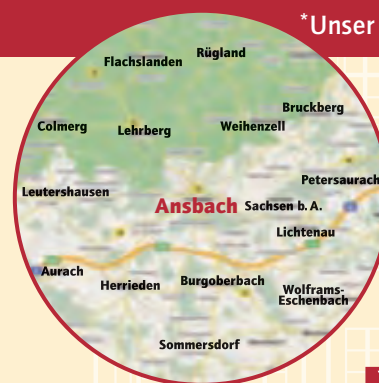 *Unser
Rügland
Flachslanden
Bruckberg
Colmerg
Lehrberg
Weihenzell
Petersaurach
Leutershausen
Ansbach
Sachsen b. A.
Lichtenau
Aurach
Herrieden
Burgoberbach
Wolframs-
Eschenbach
Sommersdorf